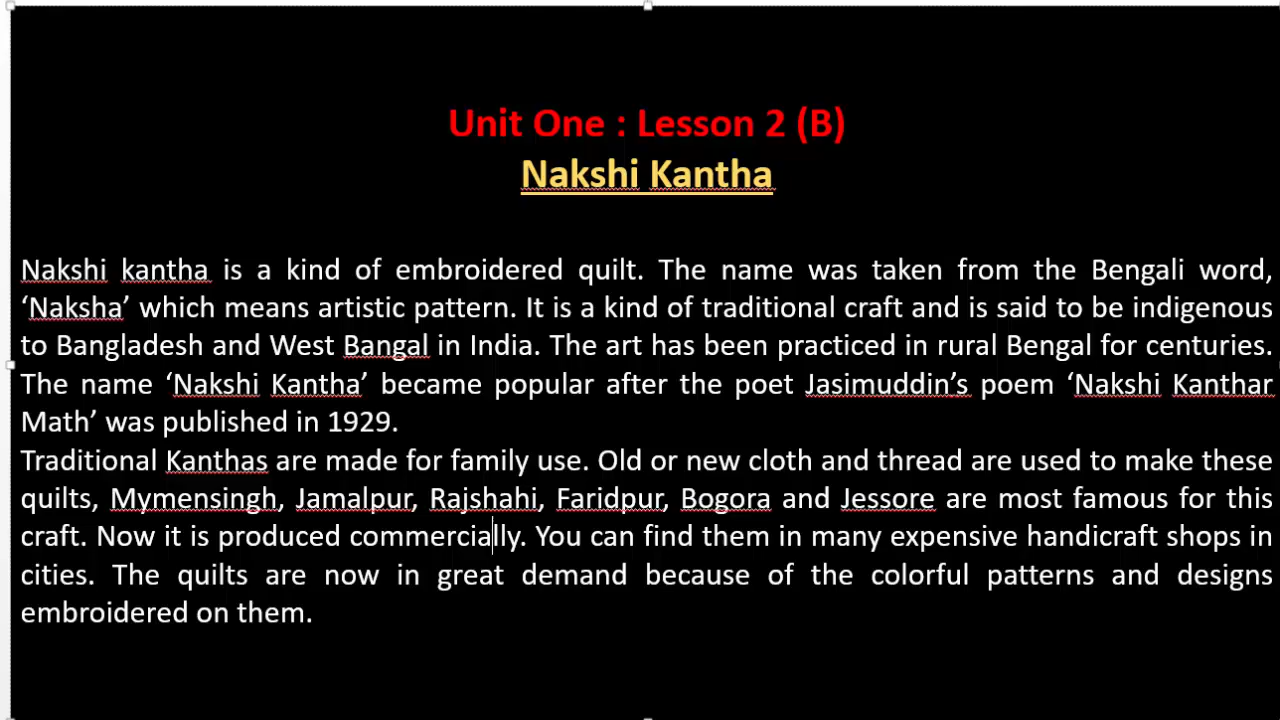 Unit One : Lesson 2 (B)
Nakshi Kantha
Nakshi kantha is a kind of embroidered quilt. The name was taken from the Bengali word,
‘Naksha’ which means artistic pattern. It is a kind of traditional craft and is said to be indigenous
to Bangladesh and West Bangal in India. The art has been practiced in rural Bengal for centuries.
The name ‘Nakshi Kantha’ became popular after the poet Jasimuddin’s poem ‘Nakshi Kanthar
Math’ was published in 1929.
Traditional Kanthas are made for family use. Old or new cloth and thread are used to make these
quilts, Mymensingh, Jamalpur, Rajshahi, Faridpur, Bogora and Jessore are most famous for this
craft. Now it is produced commercially. You can find them in many expensive handicraft shops in
cities. The quilts are now in great demand because of the colorful patterns and designs
embroidered on them.